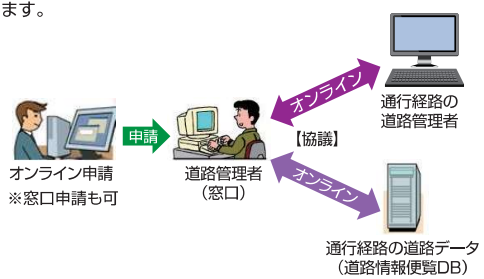 ます。
オンライン
通行経路の
道路管理者
申請
【協議】
オンライン申請
※窓口申請も可
道路管理者
（窓口）
オンライン
通行経路の道路データ
（道路情報便覧DB）